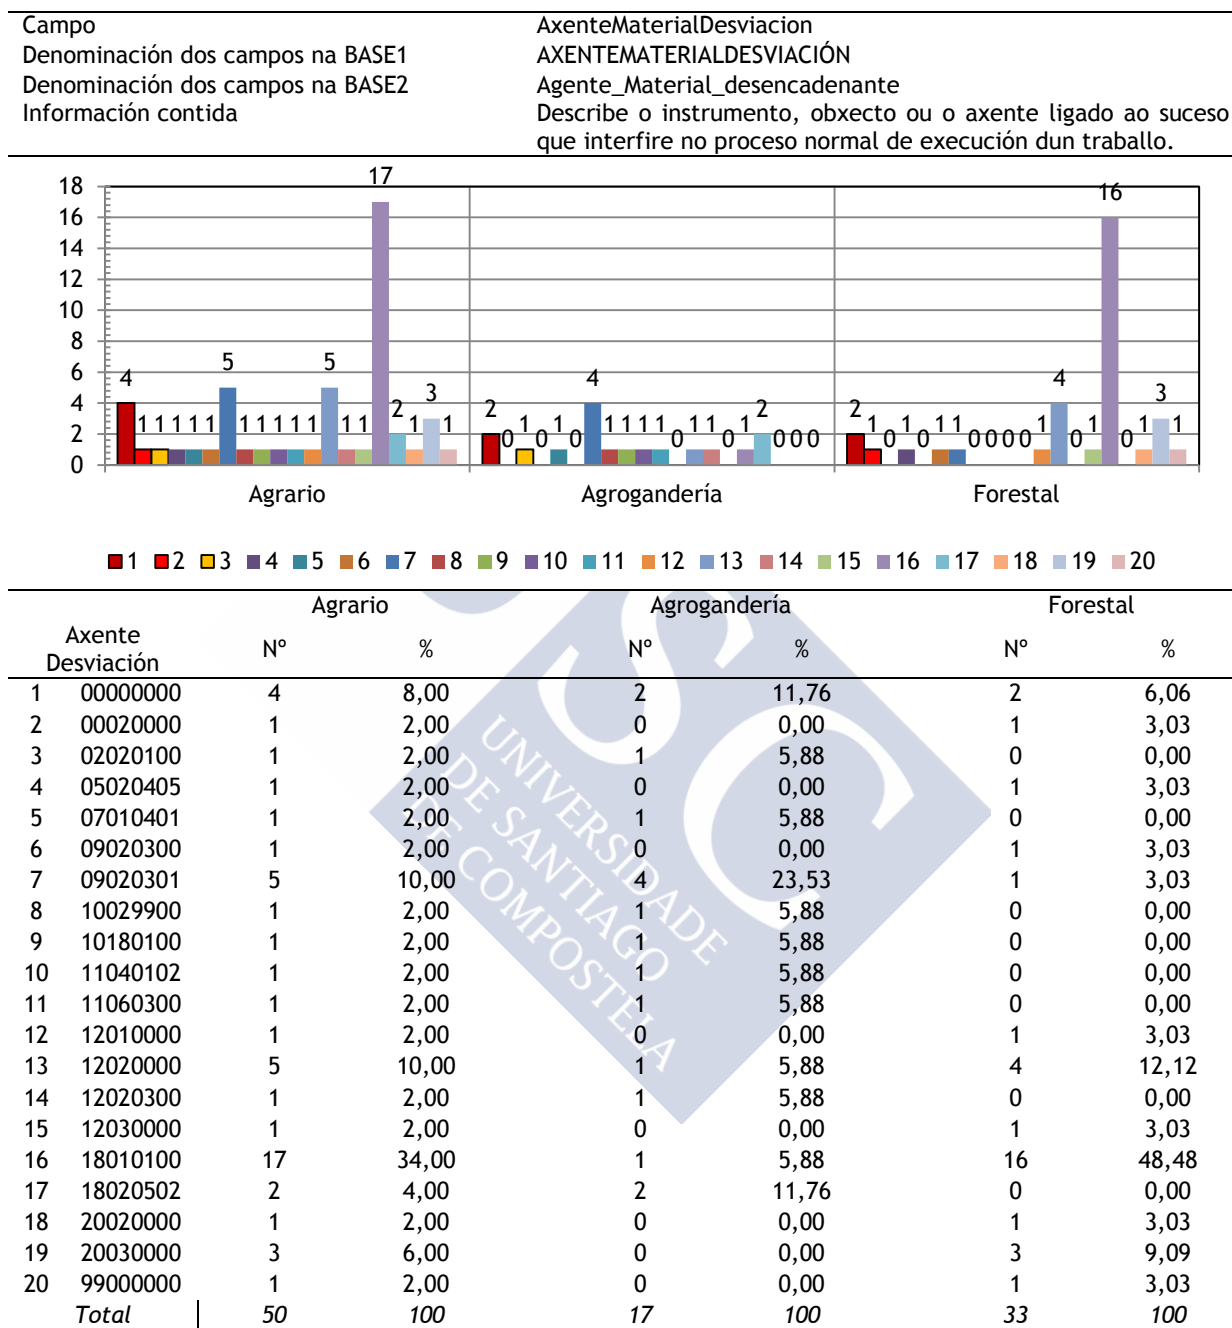 Campo AxenteMaterialDesviacion
Denominación dos campos na BASE1 AXENTEMATERIALDESVIACIÓN
Denominación dos campos na BASE2 Agente_Material_desencadenante
Información contida Describe o instrumento, obxecto ou o axente ligado ao suceso
que interfire no proceso normal de execución dun traballo.
18
16
14
12
10
8
6
4
2
0
4 1 1 1 1 1 5 1 1 1 1 1 5 1 1 17 2 1 3 1
2 0 1 0 1 0 4 1 1 1 1 0 1 1 0 1 2 0 0 0
2 1 0 1 0 1 1 0 0 0 0 1 4 0 1 16 0 1 3 1
Agrario Agrogandería Forestal
1 2 3 4 5 6 7 8 9 10 11 12 13 14 15 16 17 18 19 20
Agrario Agrogandería Forestal
Axente
Desviación Nº % Nº % Nº %
1 00000000 4 8,00 2 11,76 2 6,06
2 00020000 1 2,00 0 0,00 1 3,03
3 02020100 1 2,00 1 5,88 0 0,00
4 05020405 1 2,00 0 0,00 1 3,03
5 07010401 1 2,00 1 5,88 0 0,00
6 09020300 1 2,00 0 0,00 1 3,03
7 09020301 5 10,00 4 23,53 1 3,03
8 10029900 1 2,00 1 5,88 0 0,00
9 10180100 1 2,00 1 5,88 0 0,00
10 11040102 1 2,00 1 5,88 0 0,00
11 11060300 1 2,00 1 5,88 0 0,00
12 12010000 1 2,00 0 0,00 1 3,03
13 12020000 5 10,00 1 5,88 4 12,12
14 12020300 1 2,00 1 5,88 0 0,00
15 12030000 1 2,00 0 0,00 1 3,03
16 18010100 17 34,00 1 5,88 16 48,48
17 18020502 2 4,00 2 11,76 0 0,00
18 20020000 1 2,00 0 0,00 1 3,03
19 20030000 3 6,00 0 0,00 3 9,09
20 99000000 1 2,00 0 0,00 1 3,03
Total 50 100 17 100 33 100
USC
UNIVERSIDADE
DE SANTIAGO
DE COMPOSTELA